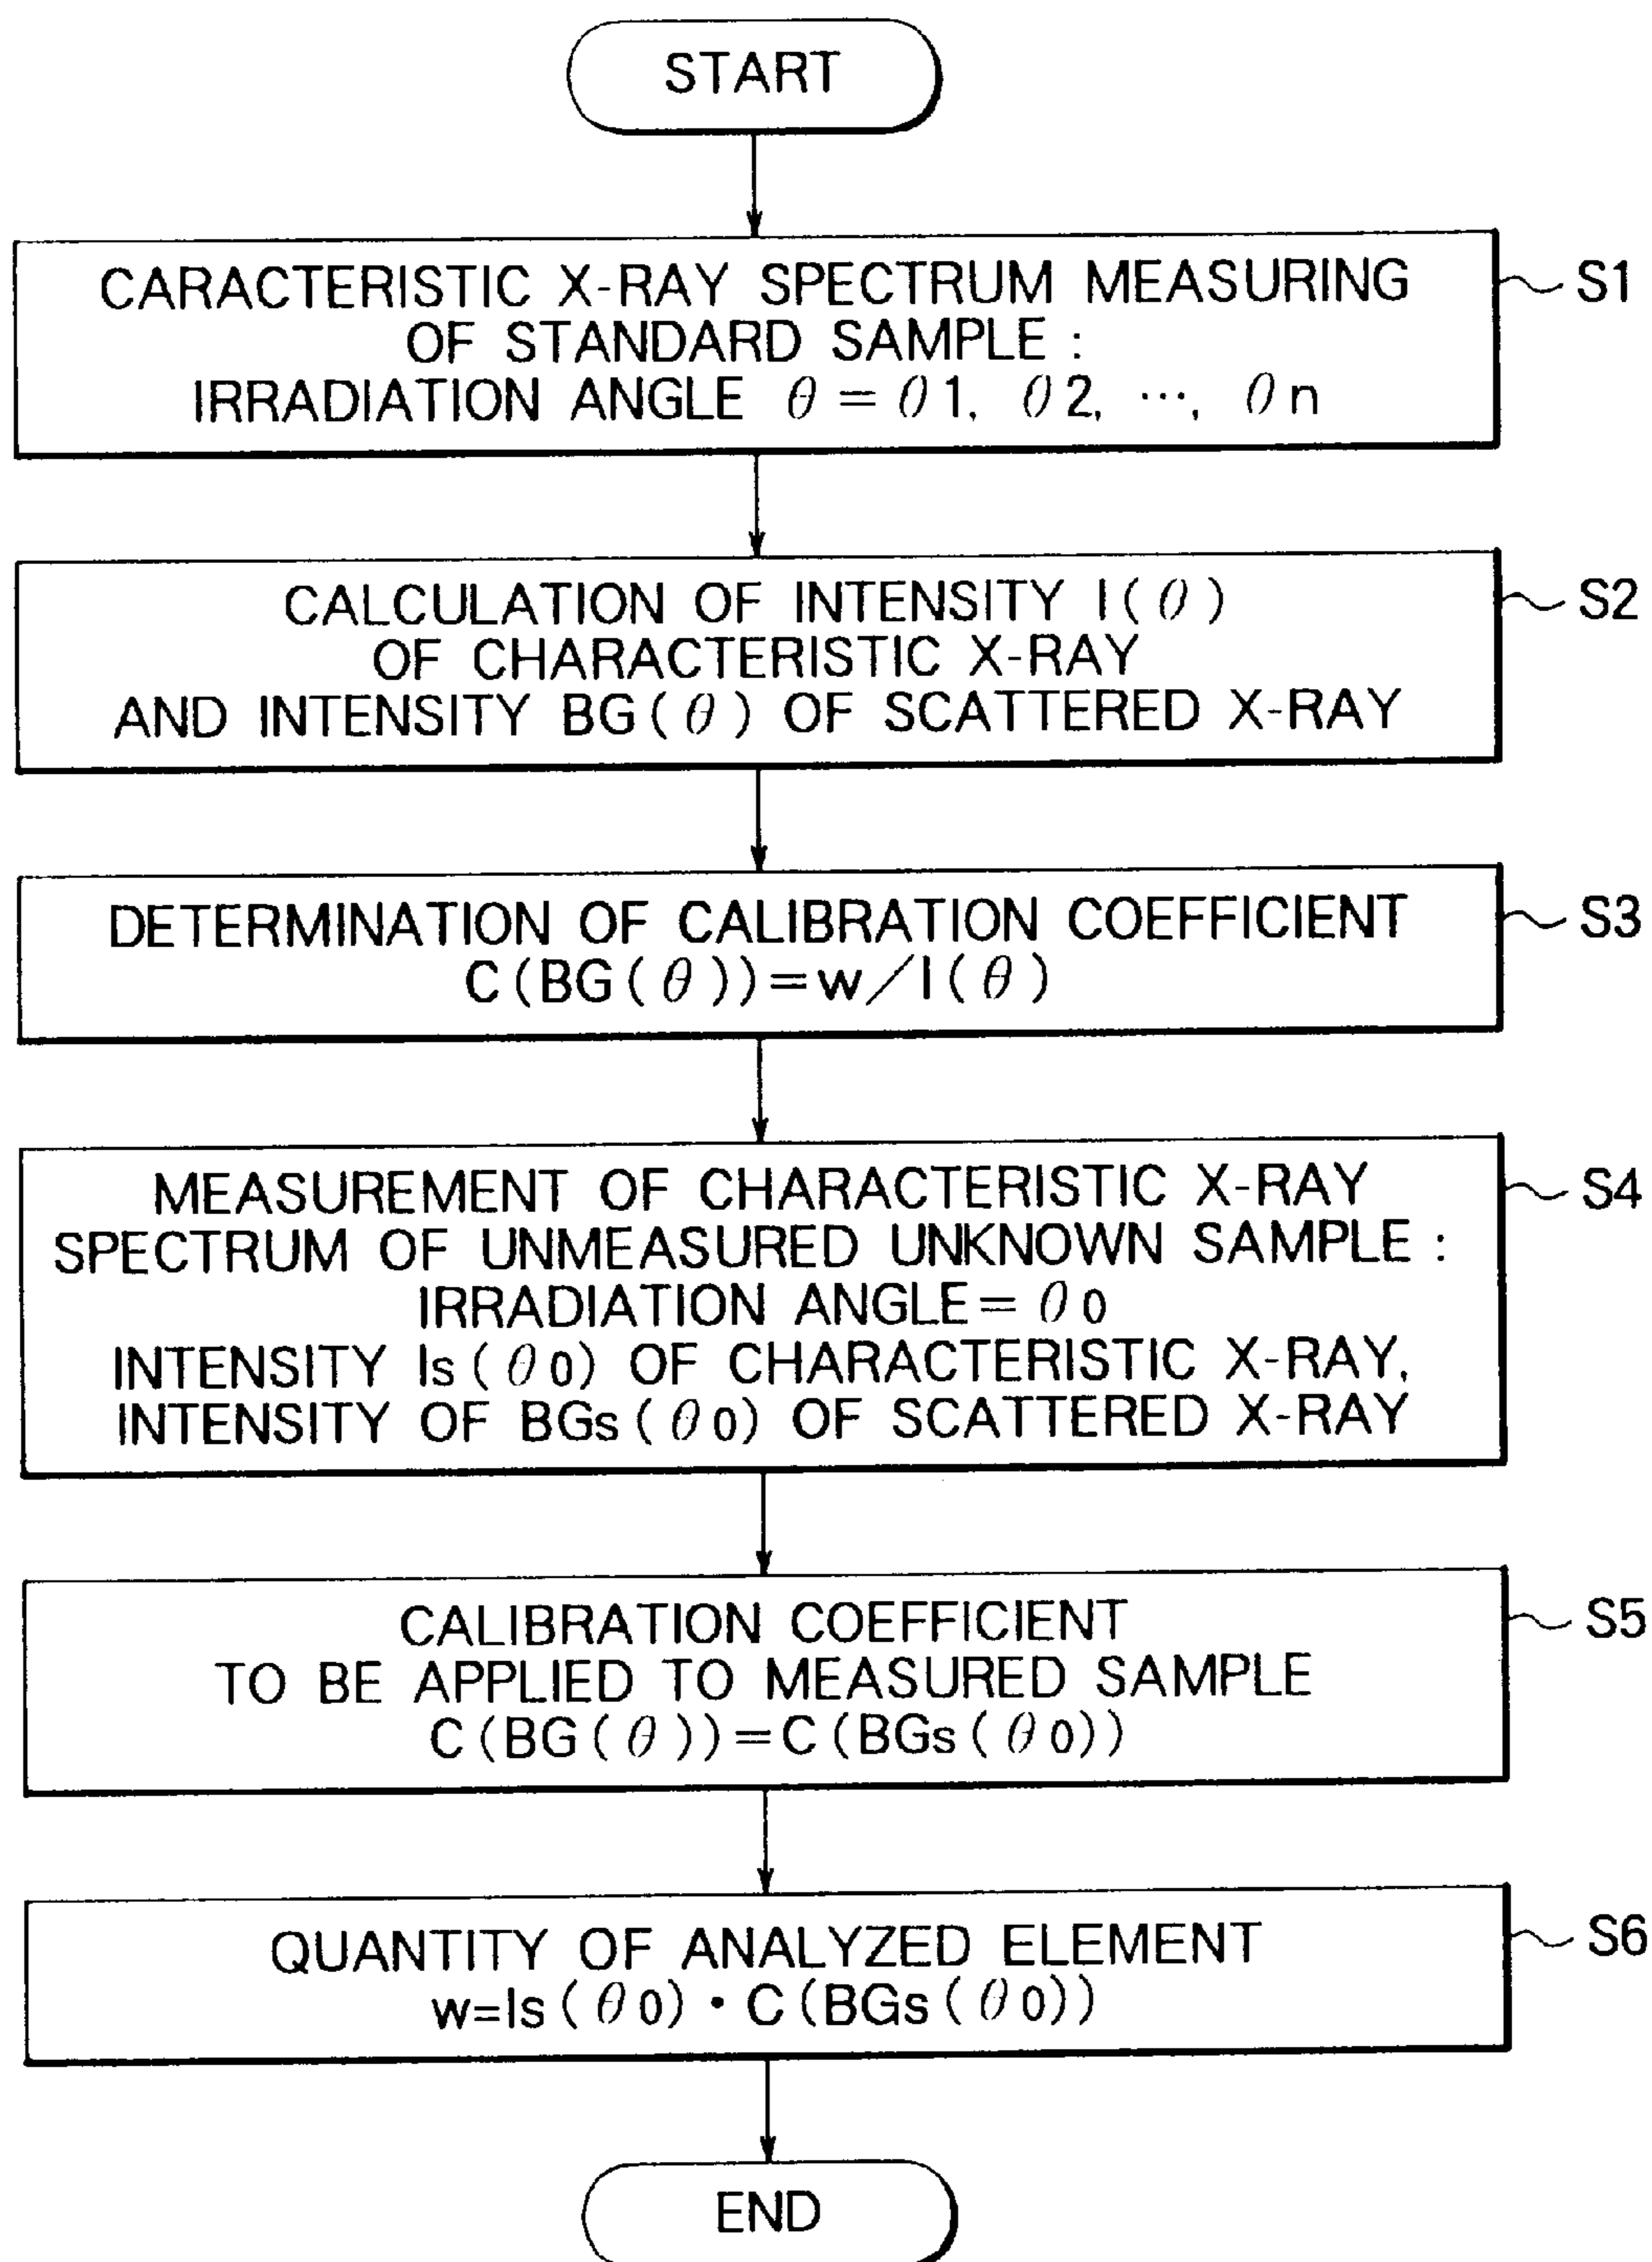 START
CARACTERISTIC X-RAY SPECTRUM MEASURING
OF STANDARD SAMPLE :
IRRADIATION ANGLE θ = θ1, θ2, ···, θn
S1
CALCULATION OF INTENSITY I(θ)
OF CHARACTERISTIC X-RAY
AND INTENSITY BG(θ) OF SCATTERED X-RAY
S2
DETERMINATION OF CALIBRATION COEFFICIENT
C(BG(θ))=w/I(θ)
S3
MEASUREMENT OF CHARACTERISTIC X-RAY
SPECTRUM OF UNMEASURED UNKNOWN SAMPLE :
IRRADIATION ANGLE= θ0
INTENSITY Is(θ0) OF CHARACTERISTIC X-RAY,
INTENSITY OF BGs(θ0) OF SCATTERED X-RAY
S4
CALIBRATION COEFFICIENT
TO BE APPLIED TO MEASURED SAMPLE
C(BG(θ))=C(BGs(θ0))
S5
QUANTITY OF ANALYZED ELEMENT
w=Is(θ0)·C(BGs(θ0))
S6
END